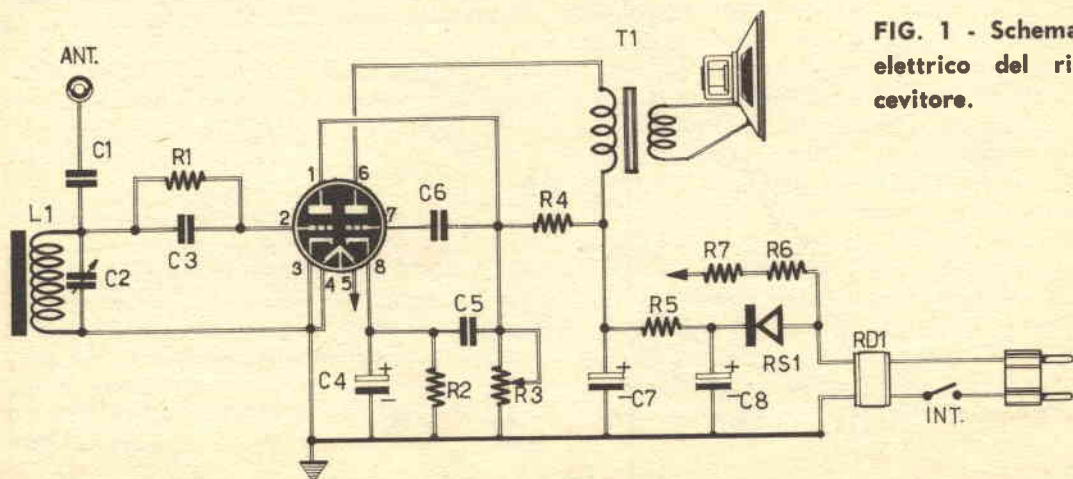 FIG. 1 - Schema
elettrico del ri
cevitore.
ANT.
T1
C1
R1
L1
C2
C3
1
6
2
7
3
4
5
8
C6
R4
R7
R6
C5
R5
C4
+
-
R2
R3
+
-C7
+
-C8
RS1
RD1
INT.